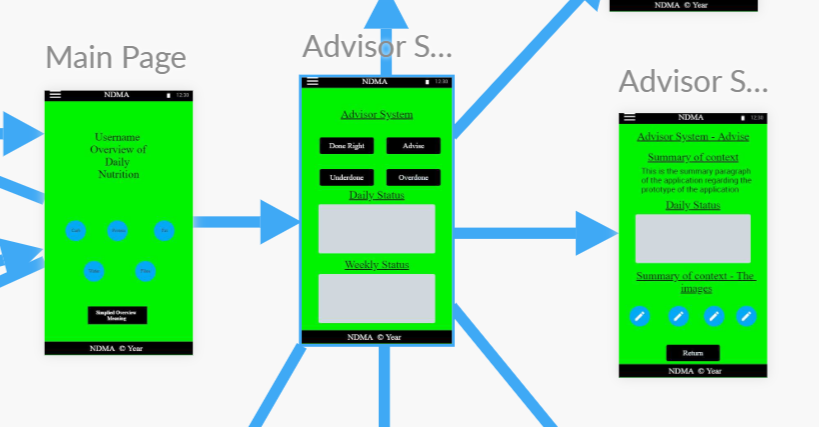 NDMA © Year
Main Page
NDMA
12:30
Username
Overview of
Daily
Nutrition
Simplied Overview
Meaning
NDMA © Year
Advisor S...
NDMA
12:30
Advisor System
Done Right
Advise
Underdone
Overdone
Daily Status
Weekly Status
NDMA © Year
Advisor S...
NDMA
12:30
Advisor System - Advise
Summary of context
This is the summary paragraph
of the application regarding the
prototype of the application
Daily Status
Summary of context - The
images
Return
NDMA © Year